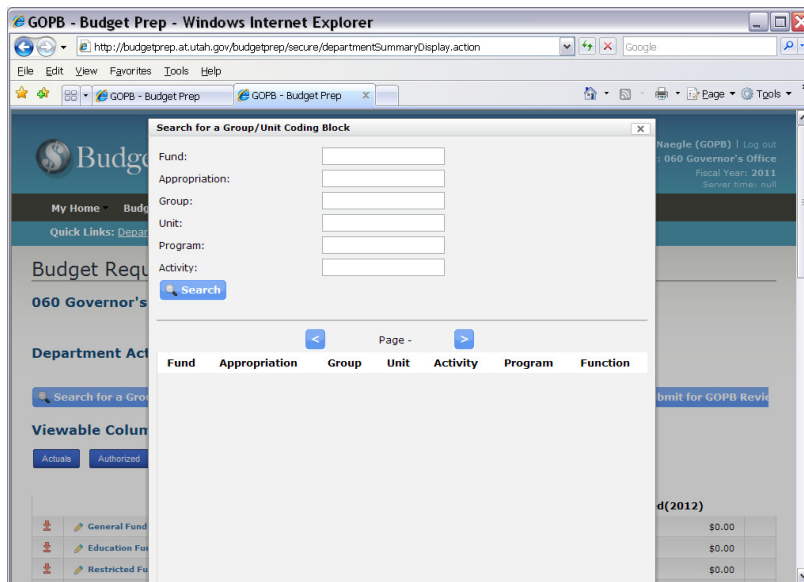 GOPB - Budget Prep - Windows Internet Explorer
http://budgetprep.at.utah.gov/budgetprep/secure/departmentSummaryDisplay.action
Google
File Edit View Favorites Tools Help
GOPB - Budget Prep
GOPB - Budget Prep
Page
Tools
Search for a Group/Unit Coding Block
Budge
Naegle (GOPB) | Log out
: 060 Governor's Office
Fiscal Year: 2011
Server time: null
Fund:
Appropriation:
Group:
Unit:
Program:
Activity:
Search
My Home
Budg
Quick Links: Depar
Budget Requ
060 Governor's
< Page - >
Department Act
Fund Appropriation Group Unit Activity Program Function
Search for a Grou
bmit for GOPB Revie
Viewable Colum
Actuals
Authorized
d(2012)
General Fund
$0.00
Education Fu
$0.00
Restricted Fu
$0.00